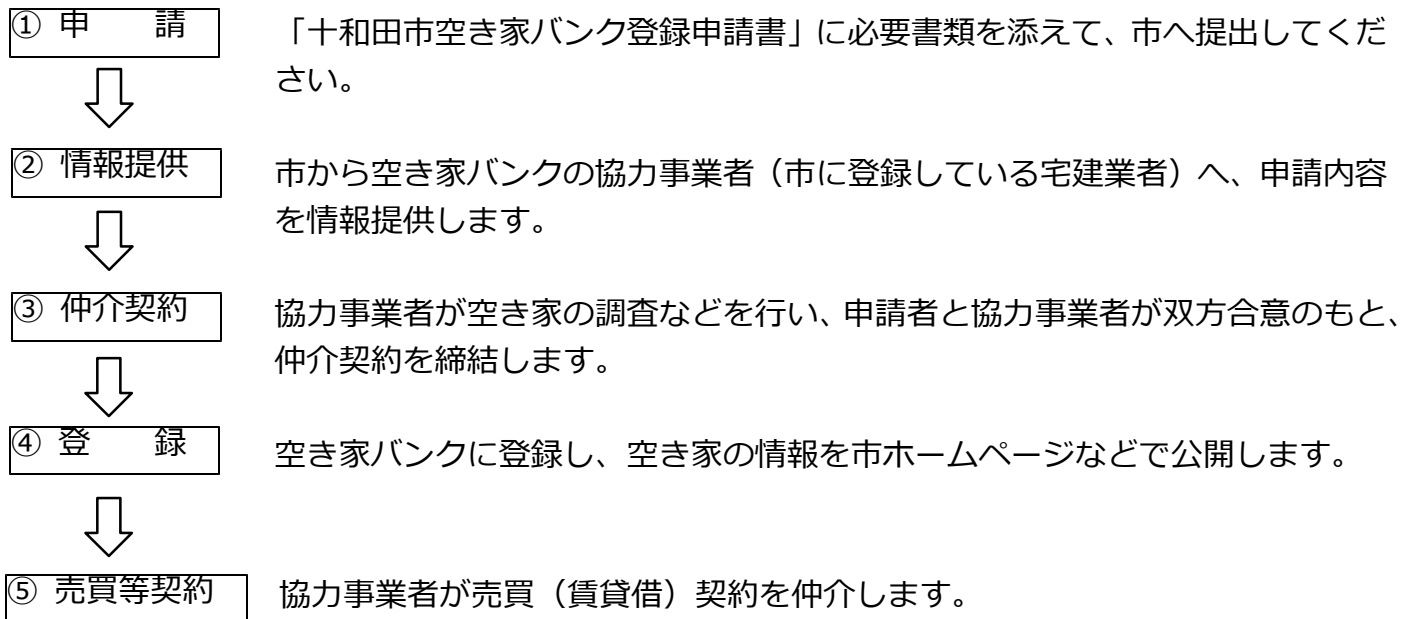 ① 申　　請
「十和田市空き家バンク登録申請書」に必要書類を添えて、市へ提出してくだ
さい。
② 情報提供
市から空き家バンクの協力事業者（市に登録している宅建業者）へ、申請内容
を情報提供します。
③ 仲介契約
協力事業者が空き家の調査などを行い、申請者と協力事業者が双方合意のもと、
仲介契約を締結します。
④ 登　　録
空き家バンクに登録し、空き家の情報を市ホームページなどで公開します。
⑤ 売買等契約
協力事業者が売買（賃貸借）契約を仲介します。